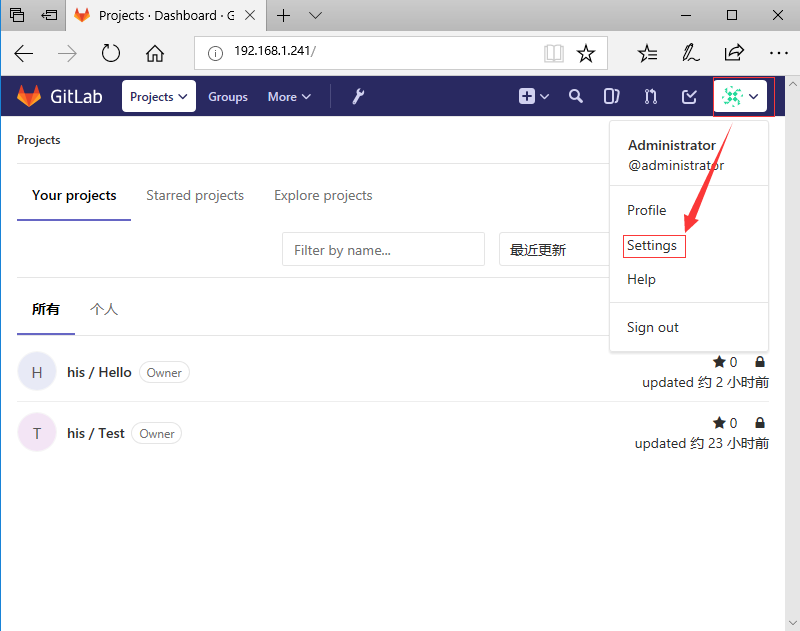 Projects · Dashboard · G
192.168.1.241/
GitLab Projects Groups More
Projects
Administrator
@administrator
Your projects Starred projects Explore projects
Profile
Filter by name... 最近更新
Settings
Help
所有 个人
Sign out
H his / Hello Owner 0
updated 约 2 小时前
T his / Test Owner 0
updated 约 23 小时前